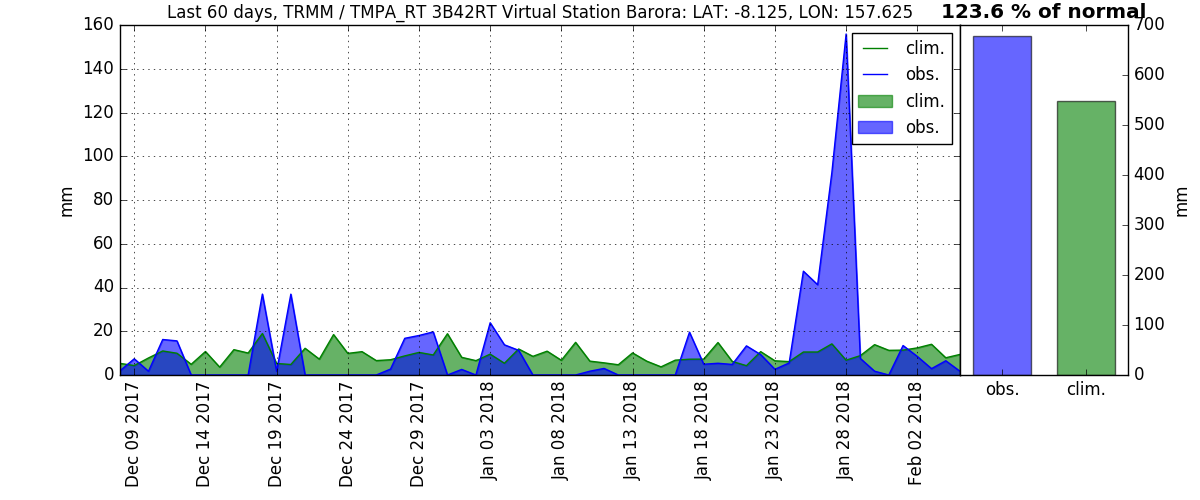 Last 60 days, TRMM / TMPA_RT 3B42RT Virtual Station Barora: LAT: -8.125, LON: 157.625
123.6 % of normal
160
140
120
100
80
60
40
20
0
mm
clim.
obs.
clim.
obs.
Dec 09 2017
Dec 14 2017
Dec 19 2017
Dec 24 2017
Dec 29 2017
Jan 03 2018
Jan 08 2018
Jan 13 2018
Jan 18 2018
Jan 23 2018
Jan 28 2018
Feb 02 2018
700
600
500
400
300
200
100
0
mm
obs.
clim.